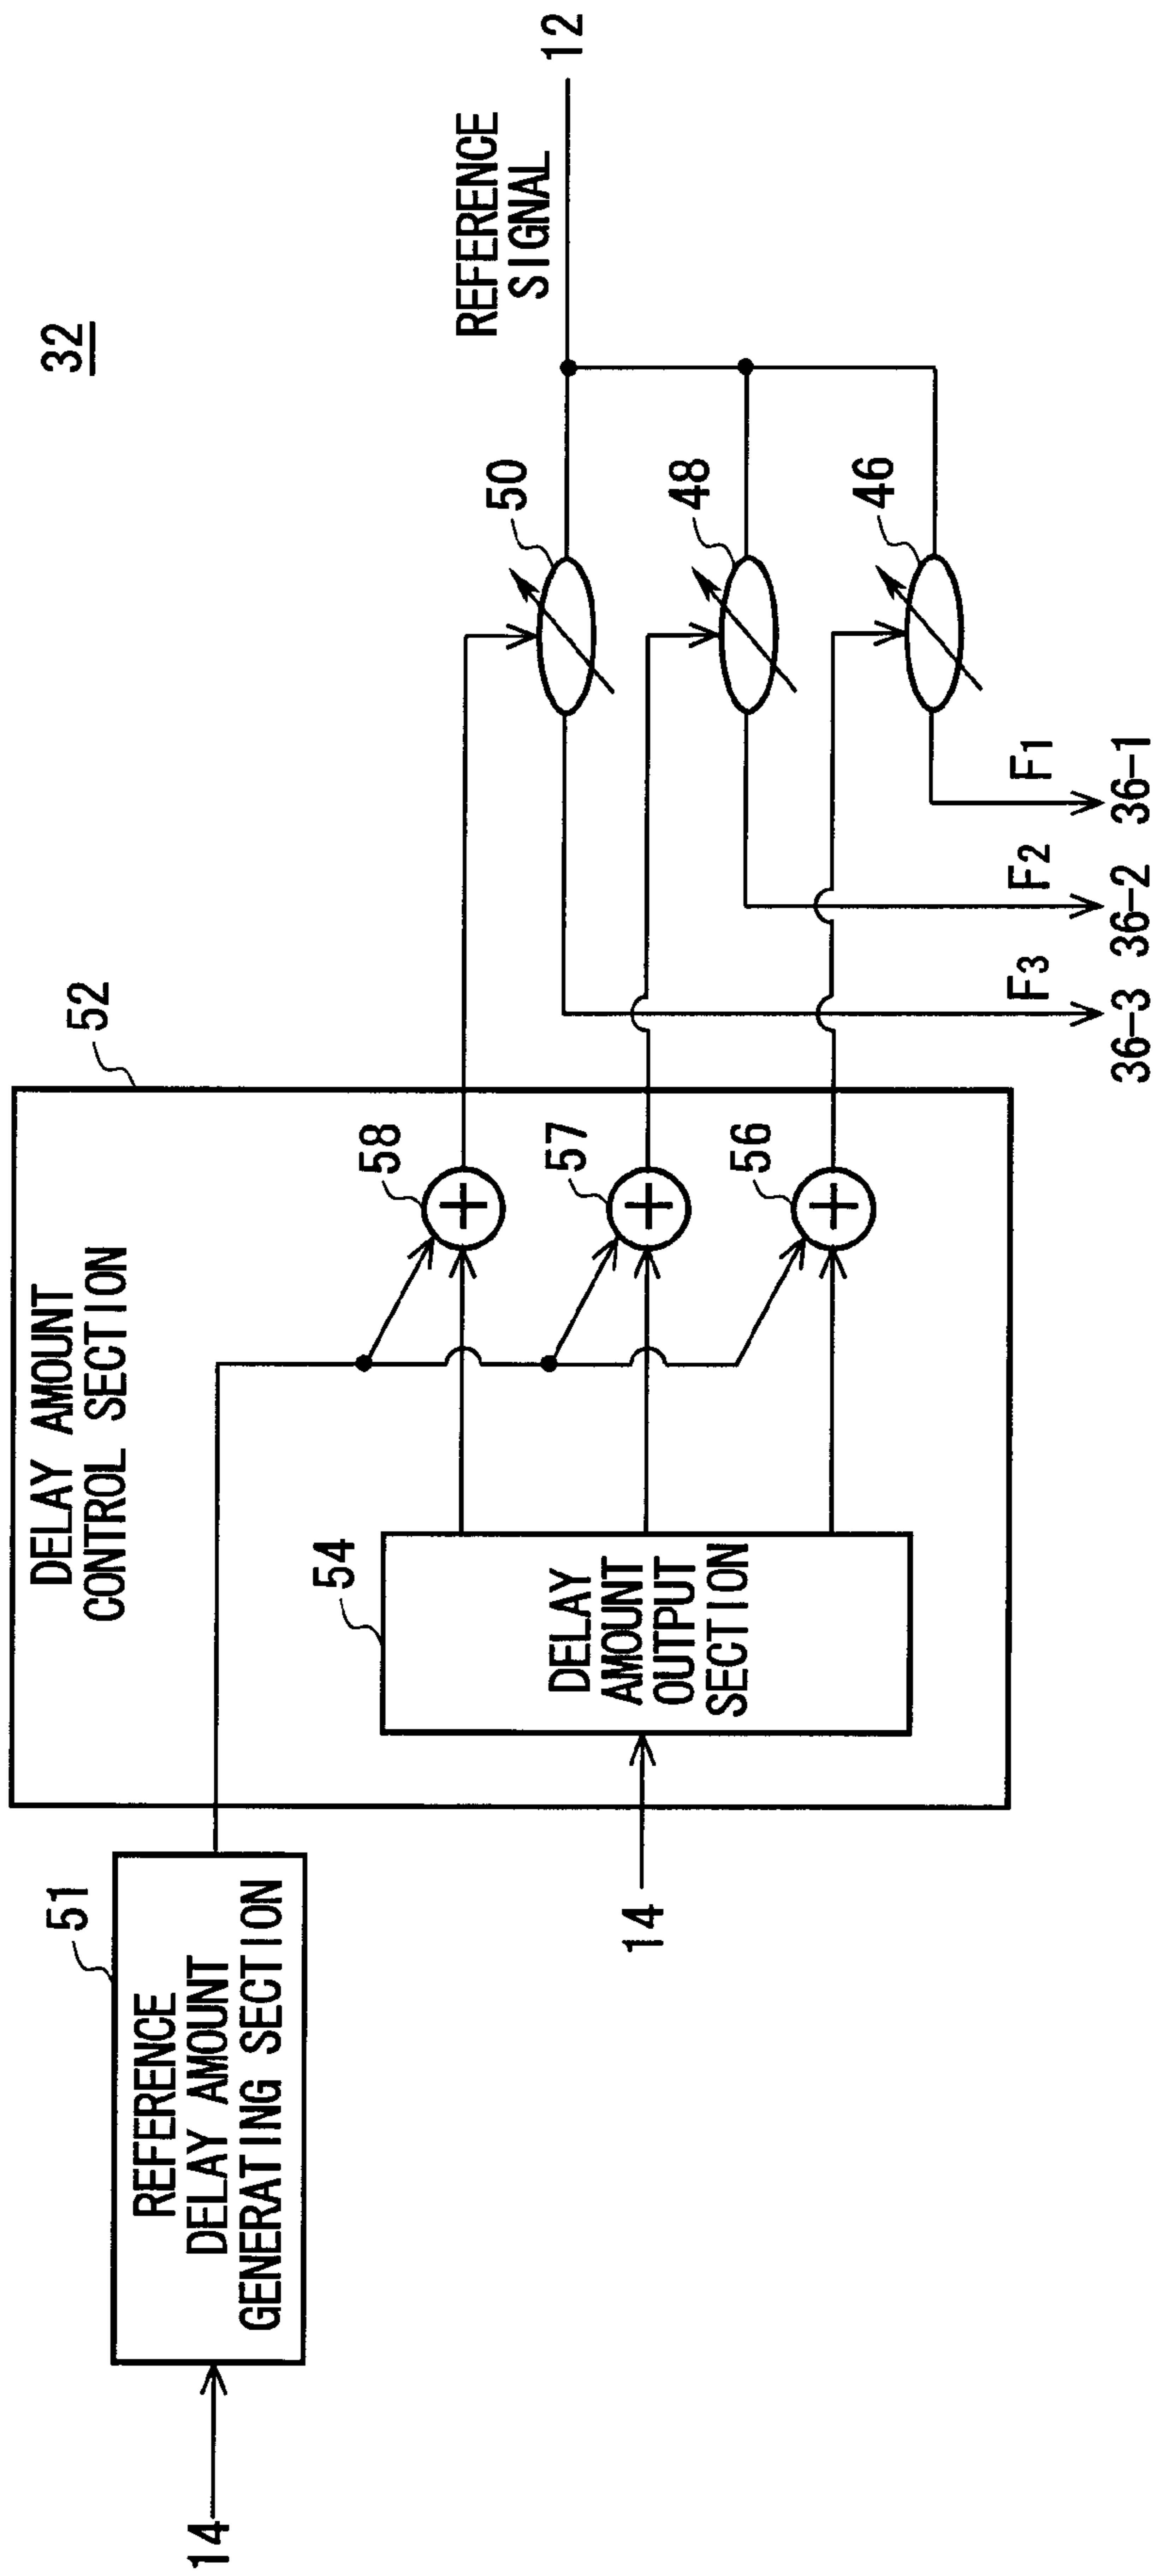 32
REFERENCE
SIGNAL
12
50
48
46
F1
F2
F3
36-1
36-2
36-3
52
DELAY AMOUNT
CONTROL SECTION
58
57
56
54
DELAY
AMOUNT
OUTPUT
SECTION
14
51
REFERENCE
DELAY AMOUNT
GENERATING SECTION
14